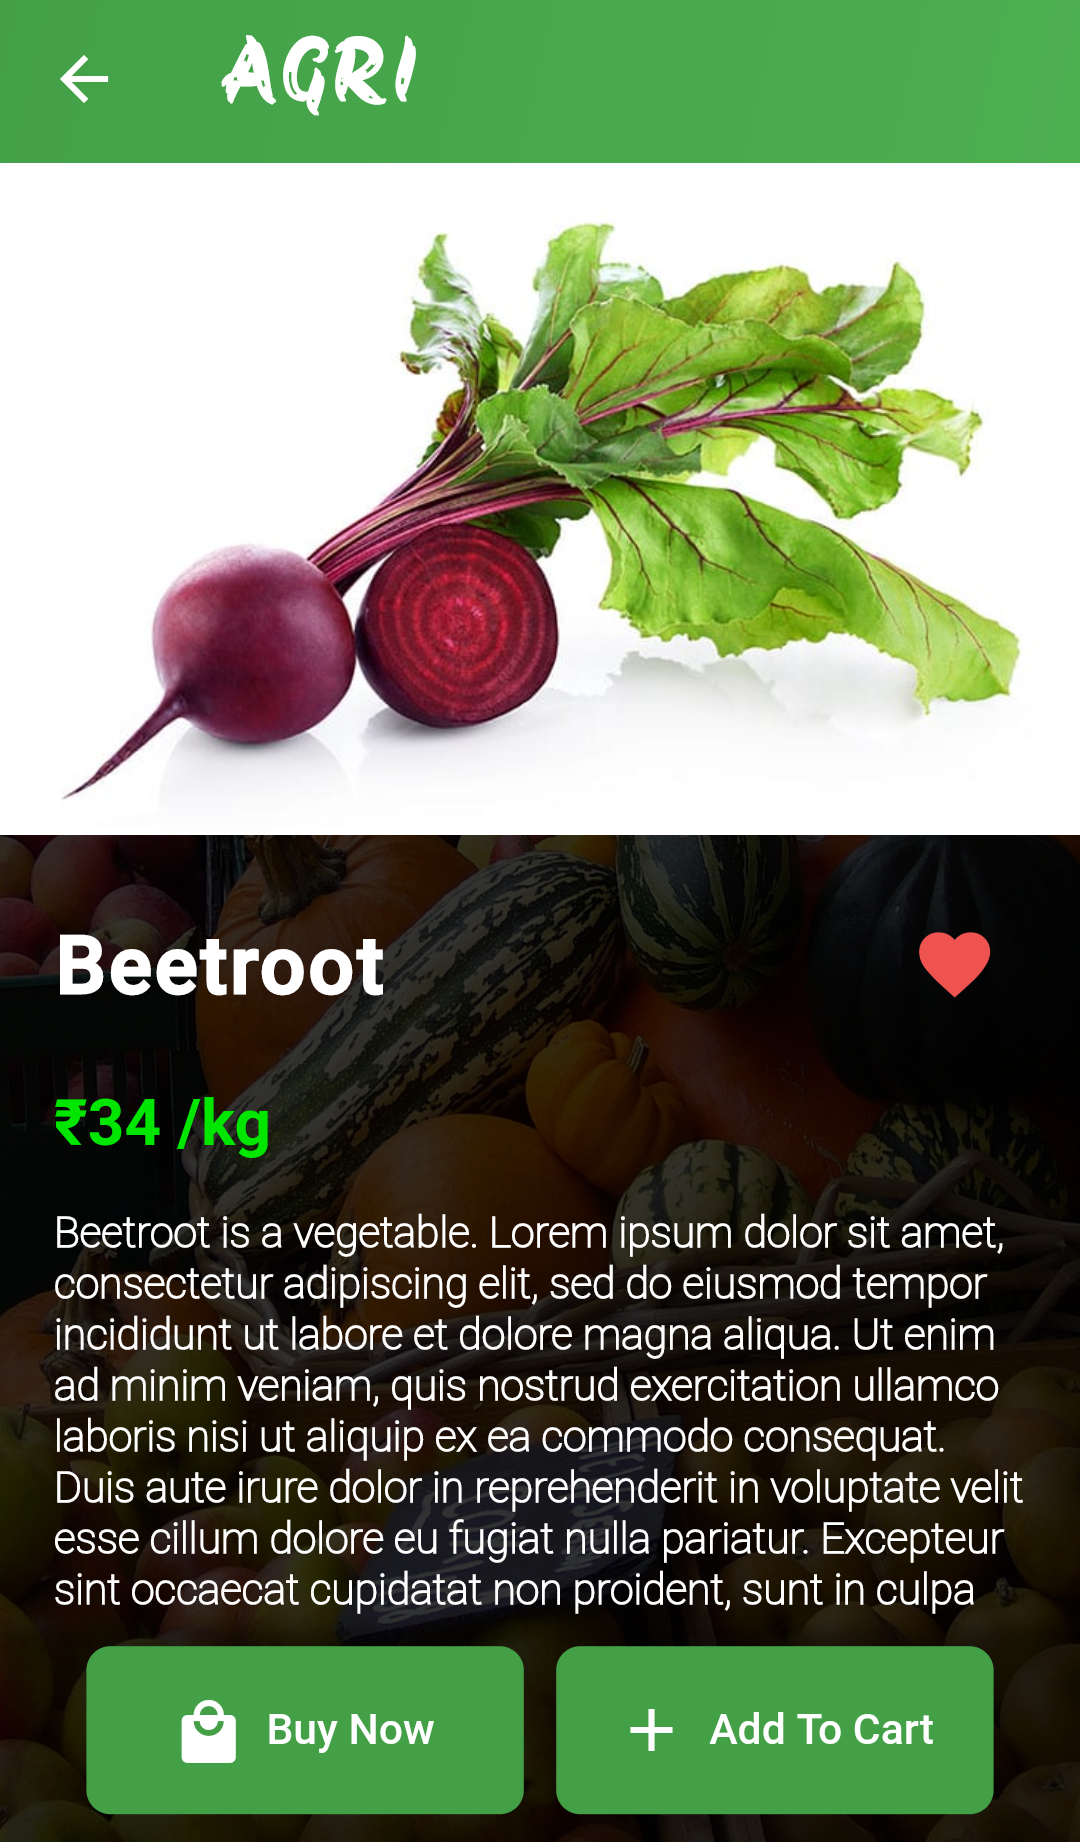 AGRI
Beetroot
₹34 /kg
Beetroot is a vegetable. Lorem ipsum dolor sit amet,
consectetur adipiscing elit, sed do eiusmod tempor
incididunt ut labore et dolore magna aliqua. Ut enim
ad minim veniam, quis nostrud exercitation ullamco
laboris nisi ut aliquip ex ea commodo consequat.
Duis aute irure dolor in reprehenderit in voluptate velit
esse cillum dolore eu fugiat nulla pariatur. Excepteur
sint occaecat cupidatat non proident, sunt in culpa
Buy Now
Add To Cart